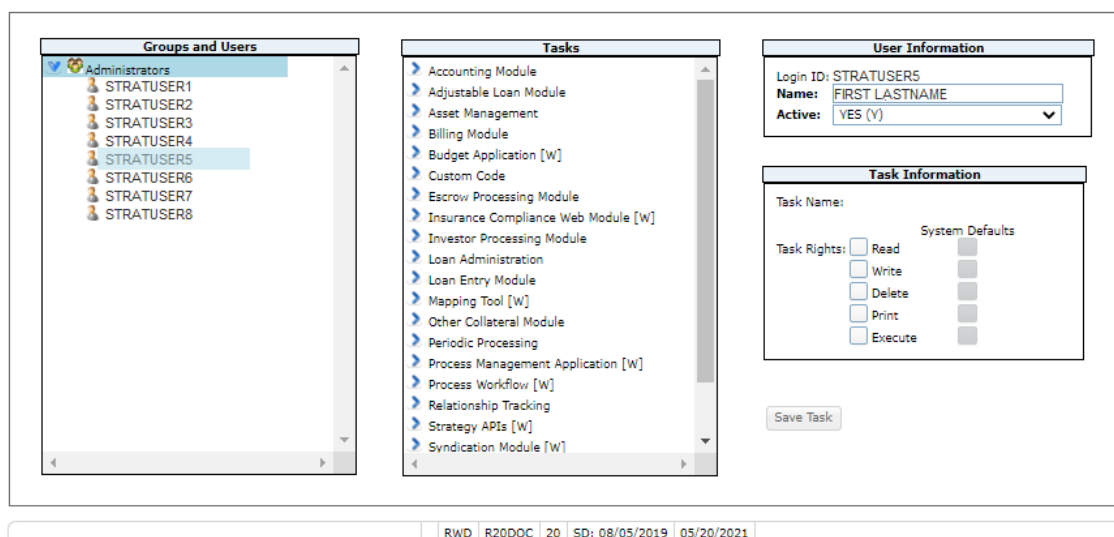 Groups and Users
Administrators
STRATUSER1
STRATUSER2
STRATUSER3
STRATUSER4
STRATUSER5
STRATUSER6
STRATUSER7
STRATUSER8
Tasks
Accounting Module
Adjustable Loan Module
Asset Management
Billing Module
Budget Application [W]
Custom Code
Escrow Processing Module
Insurance Compliance Web Module [W]
Investor Processing Module
Loan Administration
Loan Entry Module
Mapping Tool [W]
Other Collateral Module
Periodic Processing
Process Management Application [W]
Process Workflow [W]
Relationship Tracking
Strategy APIs [W]
Syndication Module [W]
User Information
Login ID: STRATUSER5
Name: FIRST LASTNAME
Active: YES (Y)
Task Information
Task Name:
System Defaults
Task Rights: Read
Write
Delete
Print
Execute
Save Task
RWD R20DOC 20 SD: 08/05/2019 05/20/2021